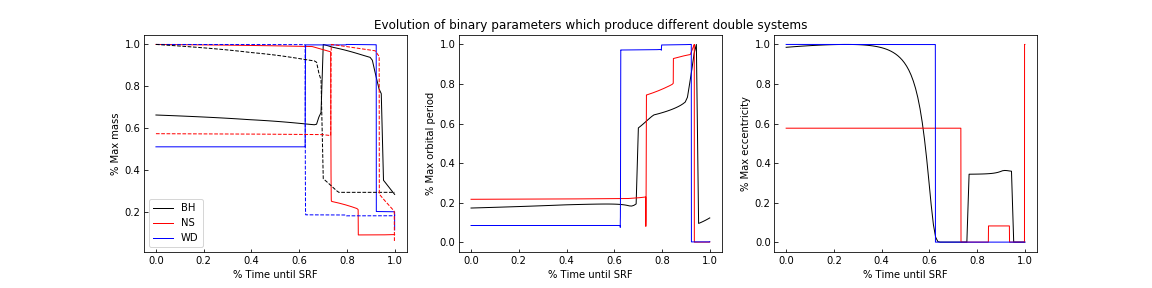 Evolution of binary parameters which produce different double systems
% Max mass
1.0
0.8
0.6
0.4
0.2
BH
NS
WD
0.0 0.2 0.4 0.6 0.8 1.0
% Time until SRF
% Max orbital period
1.0
0.8
0.6
0.4
0.2
0.0
0.0 0.2 0.4 0.6 0.8 1.0
% Time until SRF
% Max eccentricity
1.0
0.8
0.6
0.4
0.2
0.0
0.0 0.2 0.4 0.6 0.8 1.0
% Time until SRF